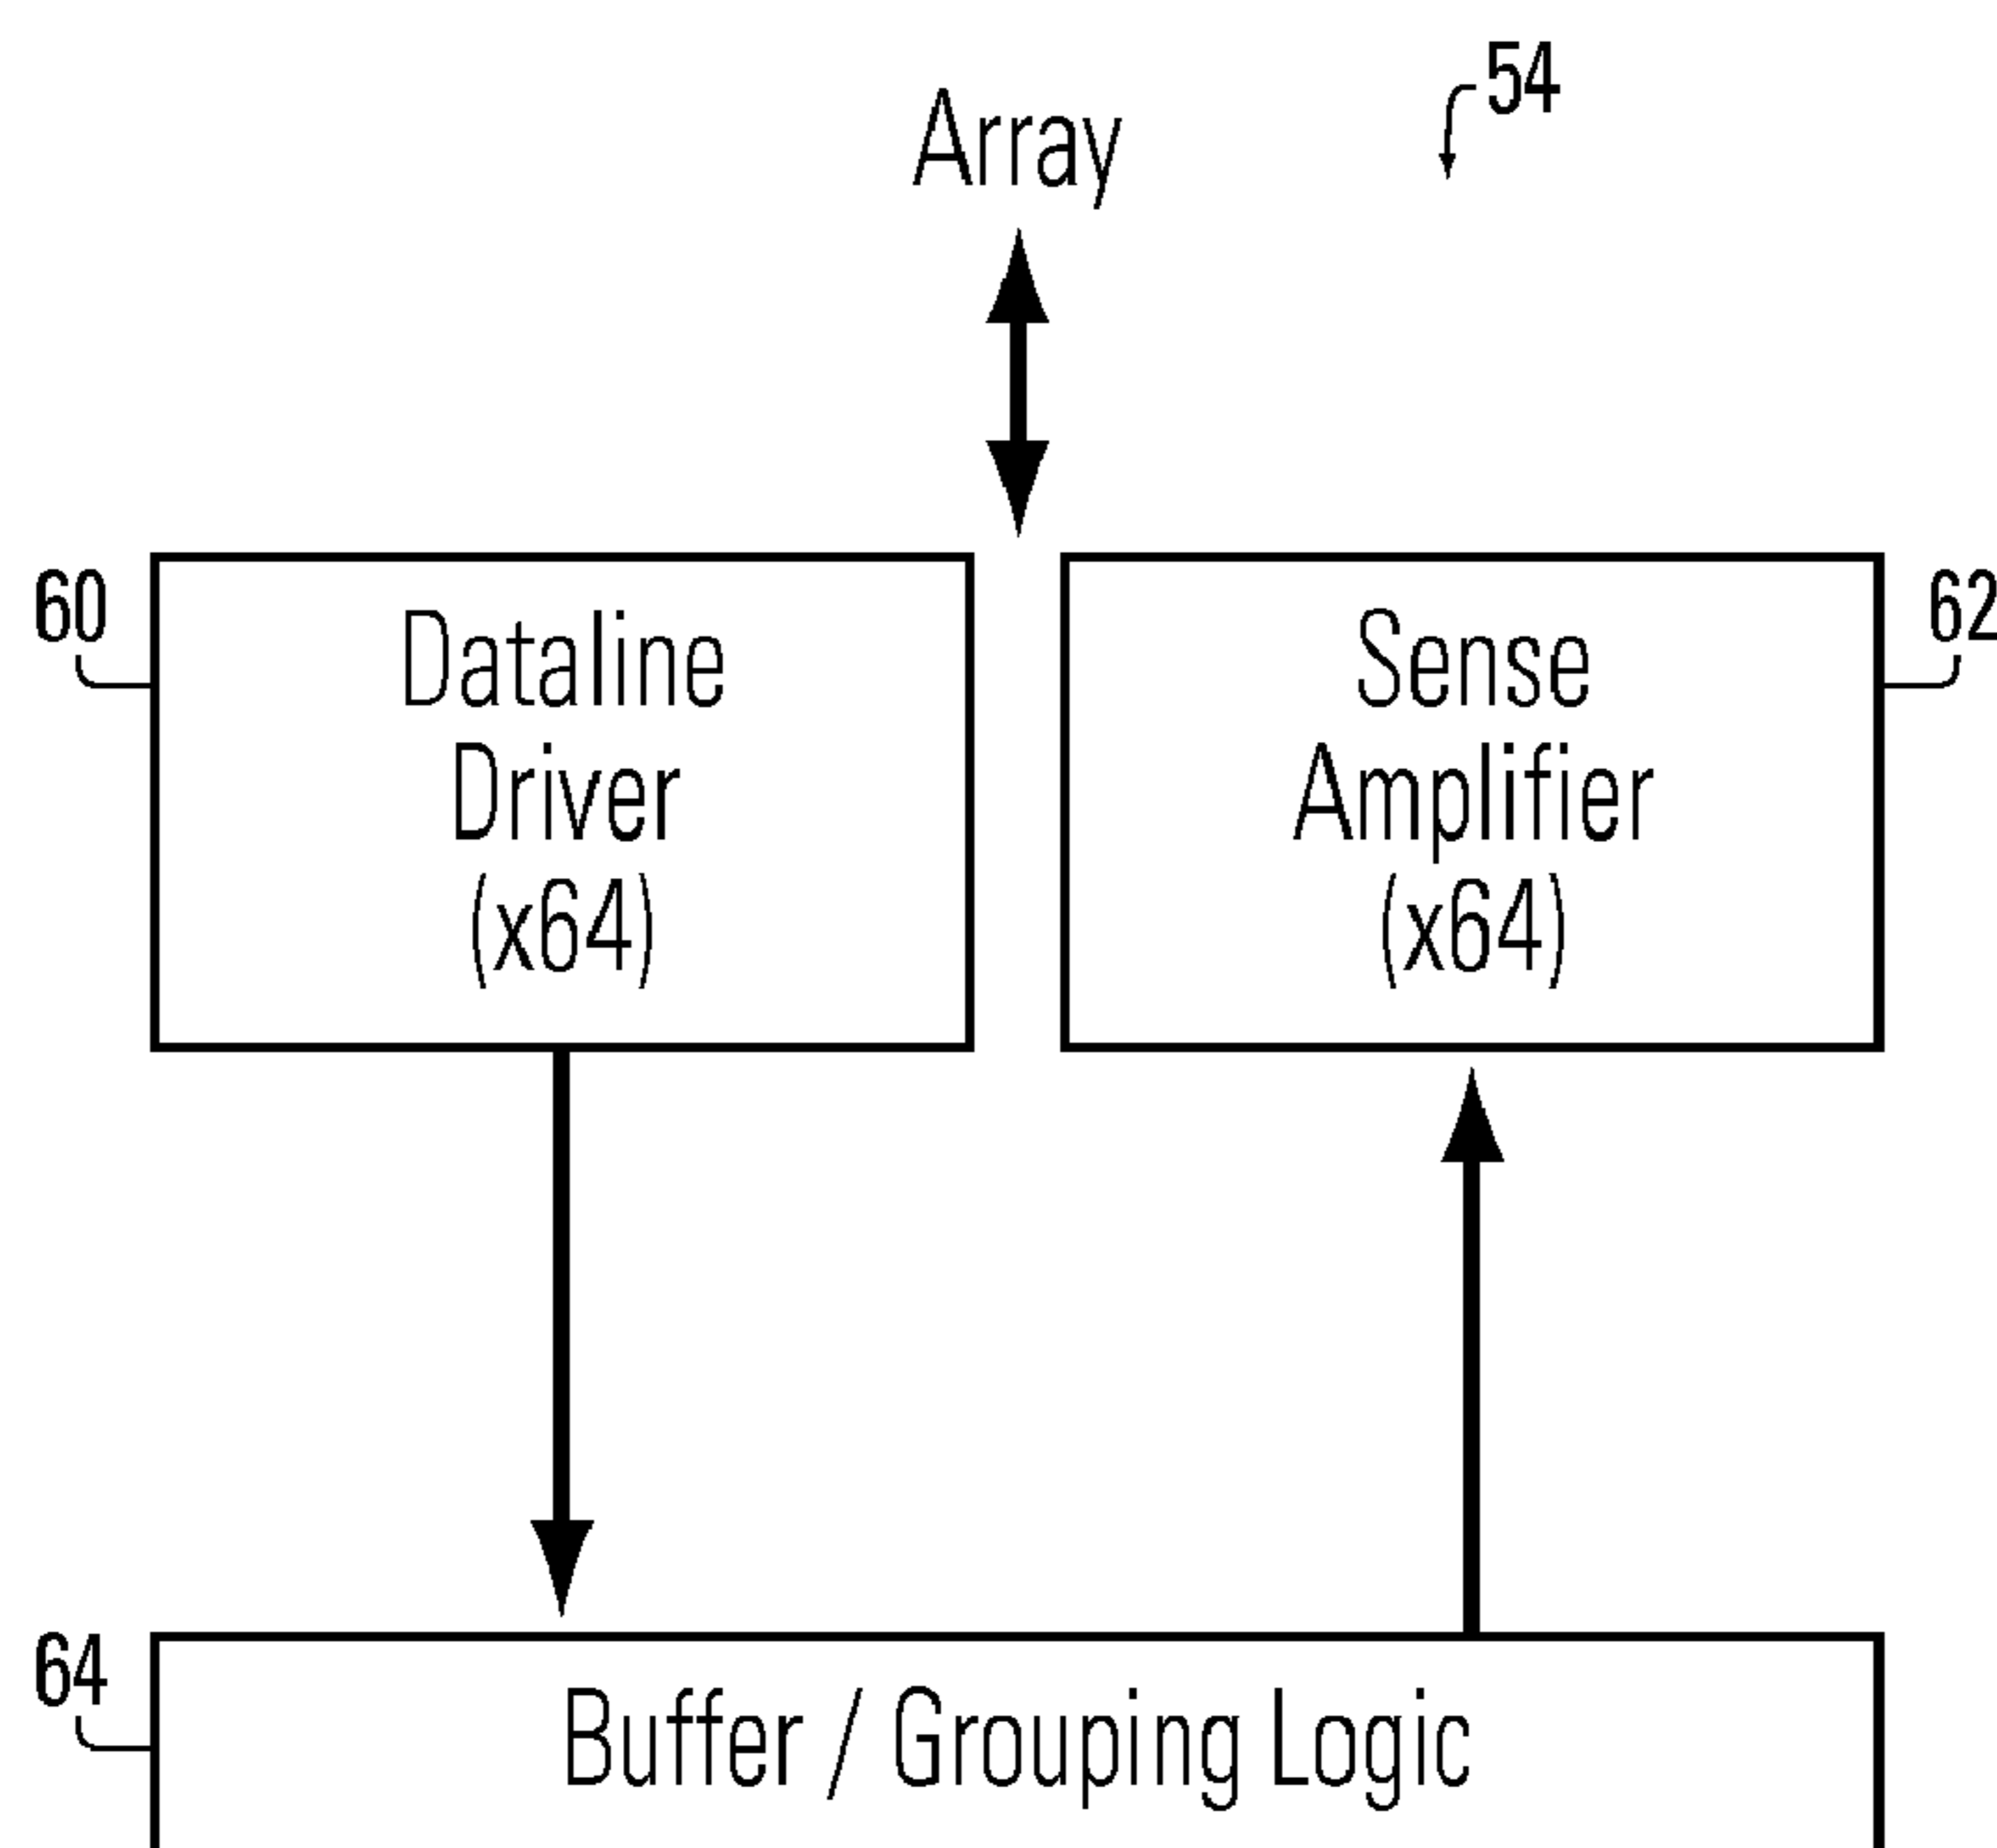 54
Array
60
Dataline
Driver
(x64)
Sense
Amplifier
(x64)
62
64
Buffer / Grouping Logic